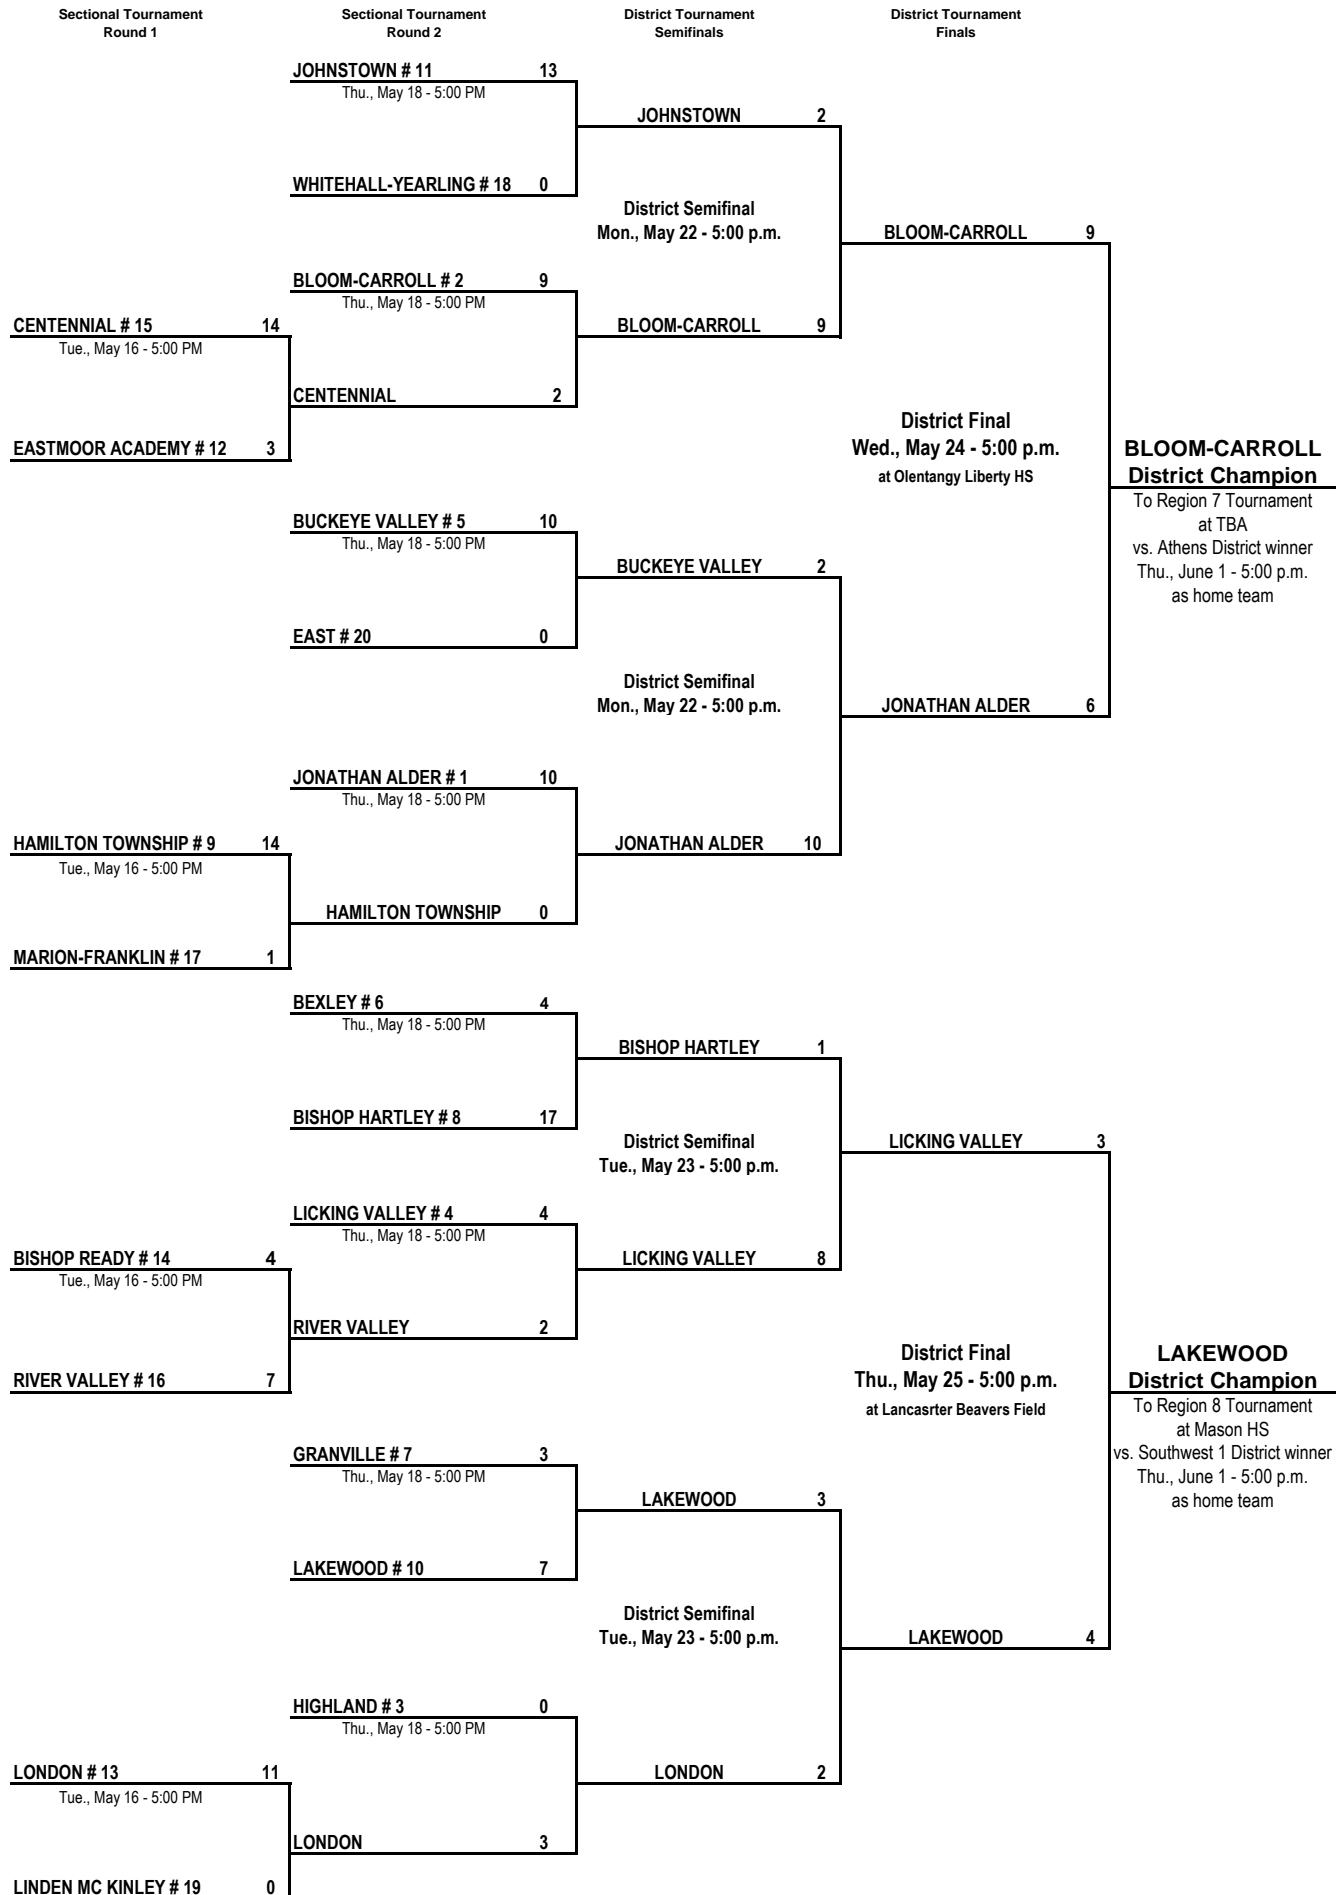 Sectional Tournament
Round 1
Sectional Tournament
Round 2
District Tournament
Semifinals
District Tournament
Finals
JOHNSTOWN # 11 13
Thu., May 18 - 5:00 PM
JOHNSTOWN 2
WHITEHALL-YEARLING # 18 0
District Semifinal
Mon., May 22 - 5:00 p.m.
BLOOM-CARROLL 9
BLOOM-CARROLL # 2 9
Thu., May 18 - 5:00 PM
CENTENNIAL # 15 14
Tue., May 16 - 5:00 PM
BLOOM-CARROLL 9
CENTENNIAL 2
EASTMOOR ACADEMY # 12 3
District Final
Wed., May 24 - 5:00 p.m.
at Olentangy Liberty HS
BLOOM-CARROLL
District Champion
To Region 7 Tournament
at TBA
vs. Athens District winner
Thu., June 1 - 5:00 p.m.
as home team
BUCKEYE VALLEY # 5 10
Thu., May 18 - 5:00 PM
BUCKEYE VALLEY 2
EAST # 20 0
District Semifinal
Mon., May 22 - 5:00 p.m.
JONATHAN ALDER 6
JONATHAN ALDER # 1 10
Thu., May 18 - 5:00 PM
HAMILTON TOWNSHIP # 9 14
Tue., May 16 - 5:00 PM
JONATHAN ALDER 10
HAMILTON TOWNSHIP 0
MARION-FRANKLIN # 17 1
BEXLEY # 6 4
Thu., May 18 - 5:00 PM
BISHOP HARTLEY 1
BISHOP HARTLEY # 8 17
District Semifinal
Tue., May 23 - 5:00 p.m.
LICKING VALLEY 3
LICKING VALLEY # 4 4
Thu., May 18 - 5:00 PM
BISHOP READY # 14 4
Tue., May 16 - 5:00 PM
LICKING VALLEY 8
RIVER VALLEY 2
RIVER VALLEY # 16 7
District Final
Thu., May 25 - 5:00 p.m.
at Lancasrter Beavers Field
LAKEWOOD
District Champion
To Region 8 Tournament
at Mason HS
vs. Southwest 1 District winner
Thu., June 1 - 5:00 p.m.
as home team
GRANVILLE # 7 3
Thu., May 18 - 5:00 PM
LAKEWOOD 3
LAKEWOOD # 10 7
District Semifinal
Tue., May 23 - 5:00 p.m.
LAKEWOOD 4
HIGHLAND # 3 0
Thu., May 18 - 5:00 PM
LONDON # 13 11
Tue., May 16 - 5:00 PM
LONDON 2
LONDON 3
LINDEN MC KINLEY # 19 0